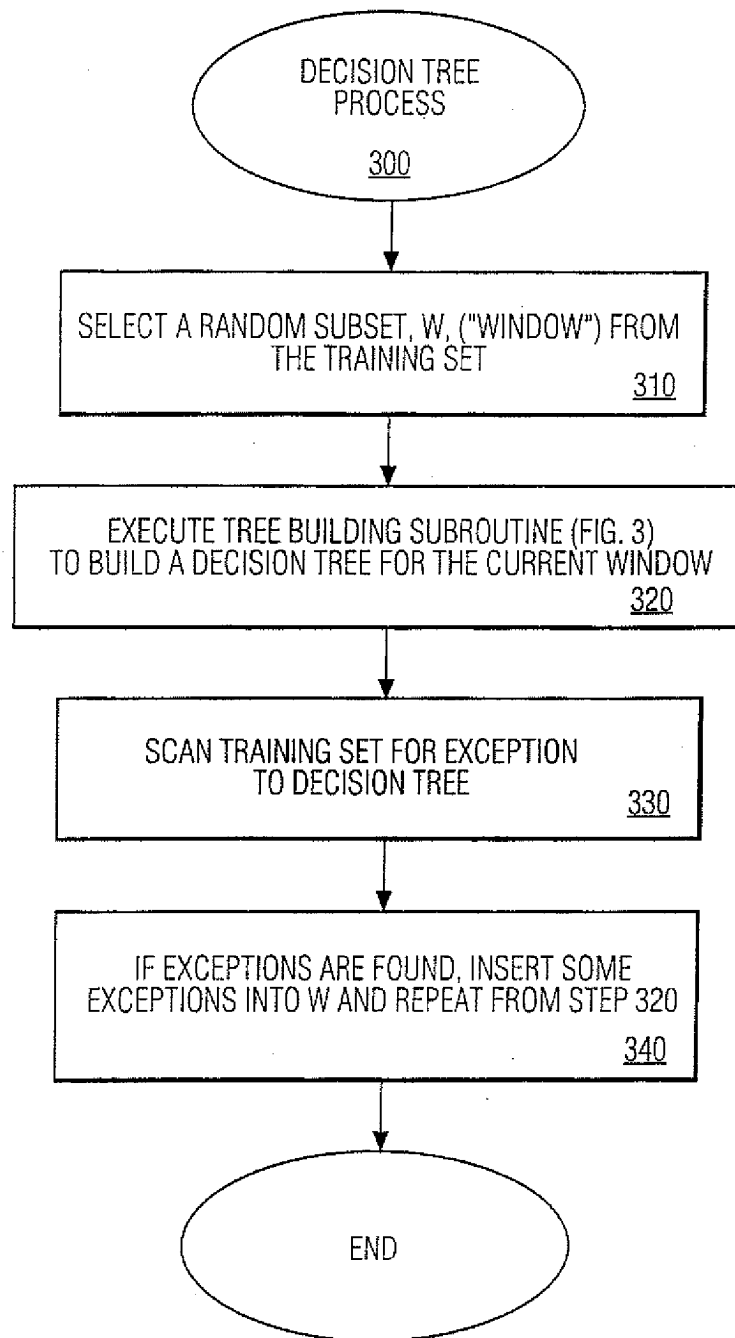 DECISION TREE
PROCESS
300
SELECT A RANDOM SUBSET, W, ("WINDOW") FROM
THE TRAINING SET
310
EXECUTE TREE BUILDING SUBROUTINE (FIG. 3)
TO BUILD A DECISION TREE FOR THE CURRENT WINDOW
320
SCAN TRAINING SET FOR EXCEPTION
TO DECISION TREE
330
IF EXCEPTIONS ARE FOUND, INSERT SOME
EXCEPTIONS INTO W AND REPEAT FROM STEP 320
340
END